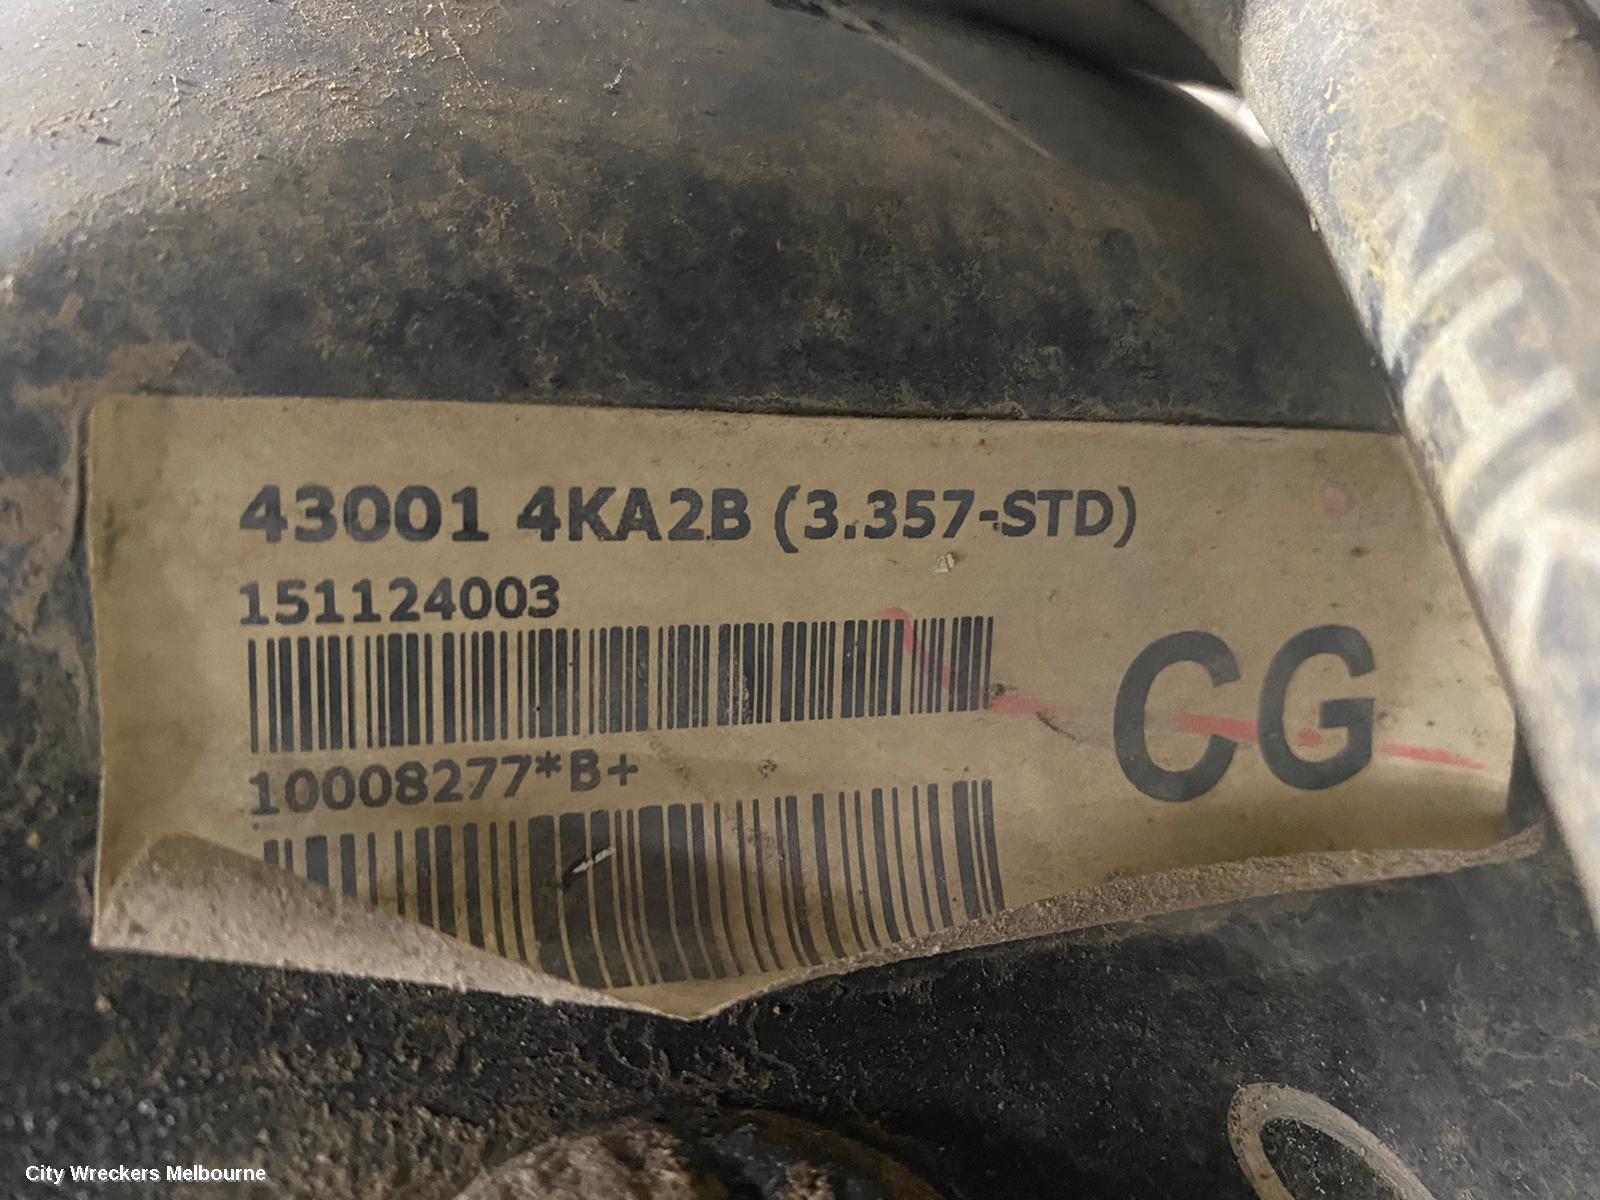 43001 4KA2B (3.357-STD)
151124003
10008277*B+
CG
City Wreckers Melbourne